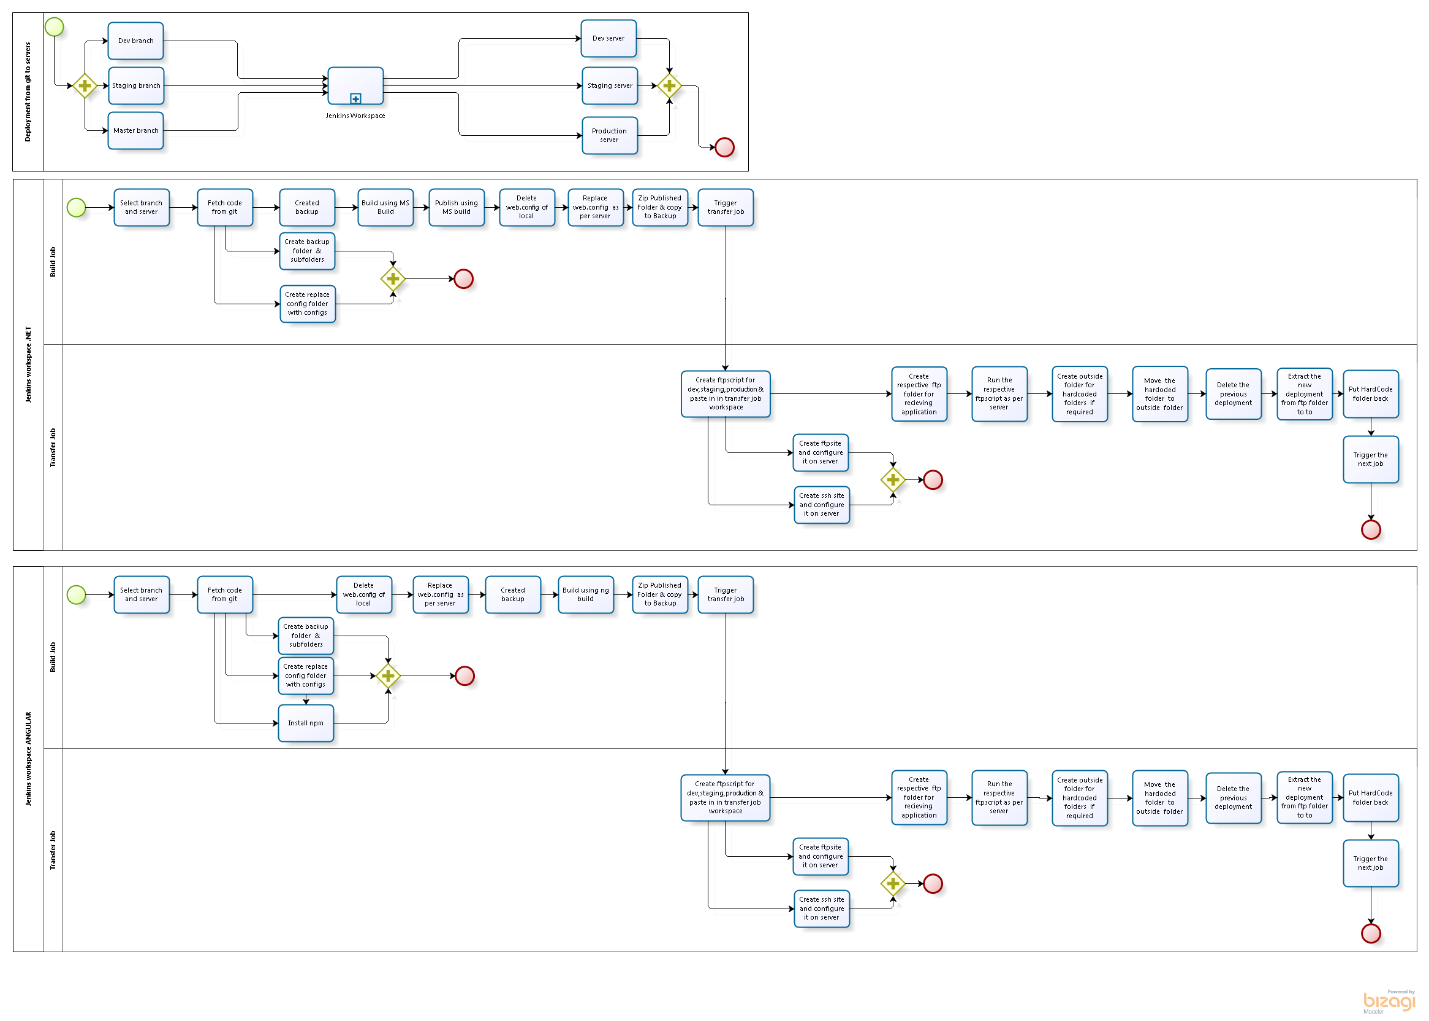 Deployment from git to servers
Dev branch
Staging branch
Master branch
Jenkins Workspace
Dev server
Staging server
Production
server
Jenkins workspace .NET
Build Job
Select branch
and server
Fetch code
from git
Created
backup
Build using MS
Build
Publish using
MS build
Delete
web.config of
local
Replace
web.config as
per server
Zip Published
Folder & copy
to Backup
Trigger
transfer job
Create backup
folder &
subfolders
Create replace
config folder
with configs
Transfer Job
Create ftpscript for
dev,staging,production &
paste in in transfer job
workspace
Create
respective ftp
folder for
recieving
application
Run the
respective
ftpscript as per
server
Create outside
folder for
hardcoded
folders if
required
Move the
hardoded
folder to
outside folder
Delete the
previous
deployment
Extract the
new
deployment
from ftp folder
to to
Put HardCode
folder back
Create ftpsite
and configure
it on server
Create ssh site
and configure
it on server
Trigger the
next job
Jenkins workspace ANGULAR
Build Job
Select branch
and server
Fetch code
from git
Delete
web.config of
local
Replace
web.config as
per server
Created
backup
Build using ng
build
Zip Published
Folder & copy
to Backup
Trigger
transfer job
Create backup
folder &
subfolders
Create replace
config folder
with configs
Install npm
Transfer Job
Create ftpscript for
dev,staging,production &
paste in in transfer job
workspace
Create
respective ftp
folder for
recieving
application
Run the
respective
ftpscript as per
server
Create outside
folder for
hardcoded
folders if
required
Move the
hardoded
folder to
outside folder
Delete the
previous
deployment
Extract the
new
deployment
from ftp folder
to to
Put HardCode
folder back
Create ftpsite
and configure
it on server
Create ssh site
and configure
it on server
Trigger the
next job
Powered by
bizagi
Modeler